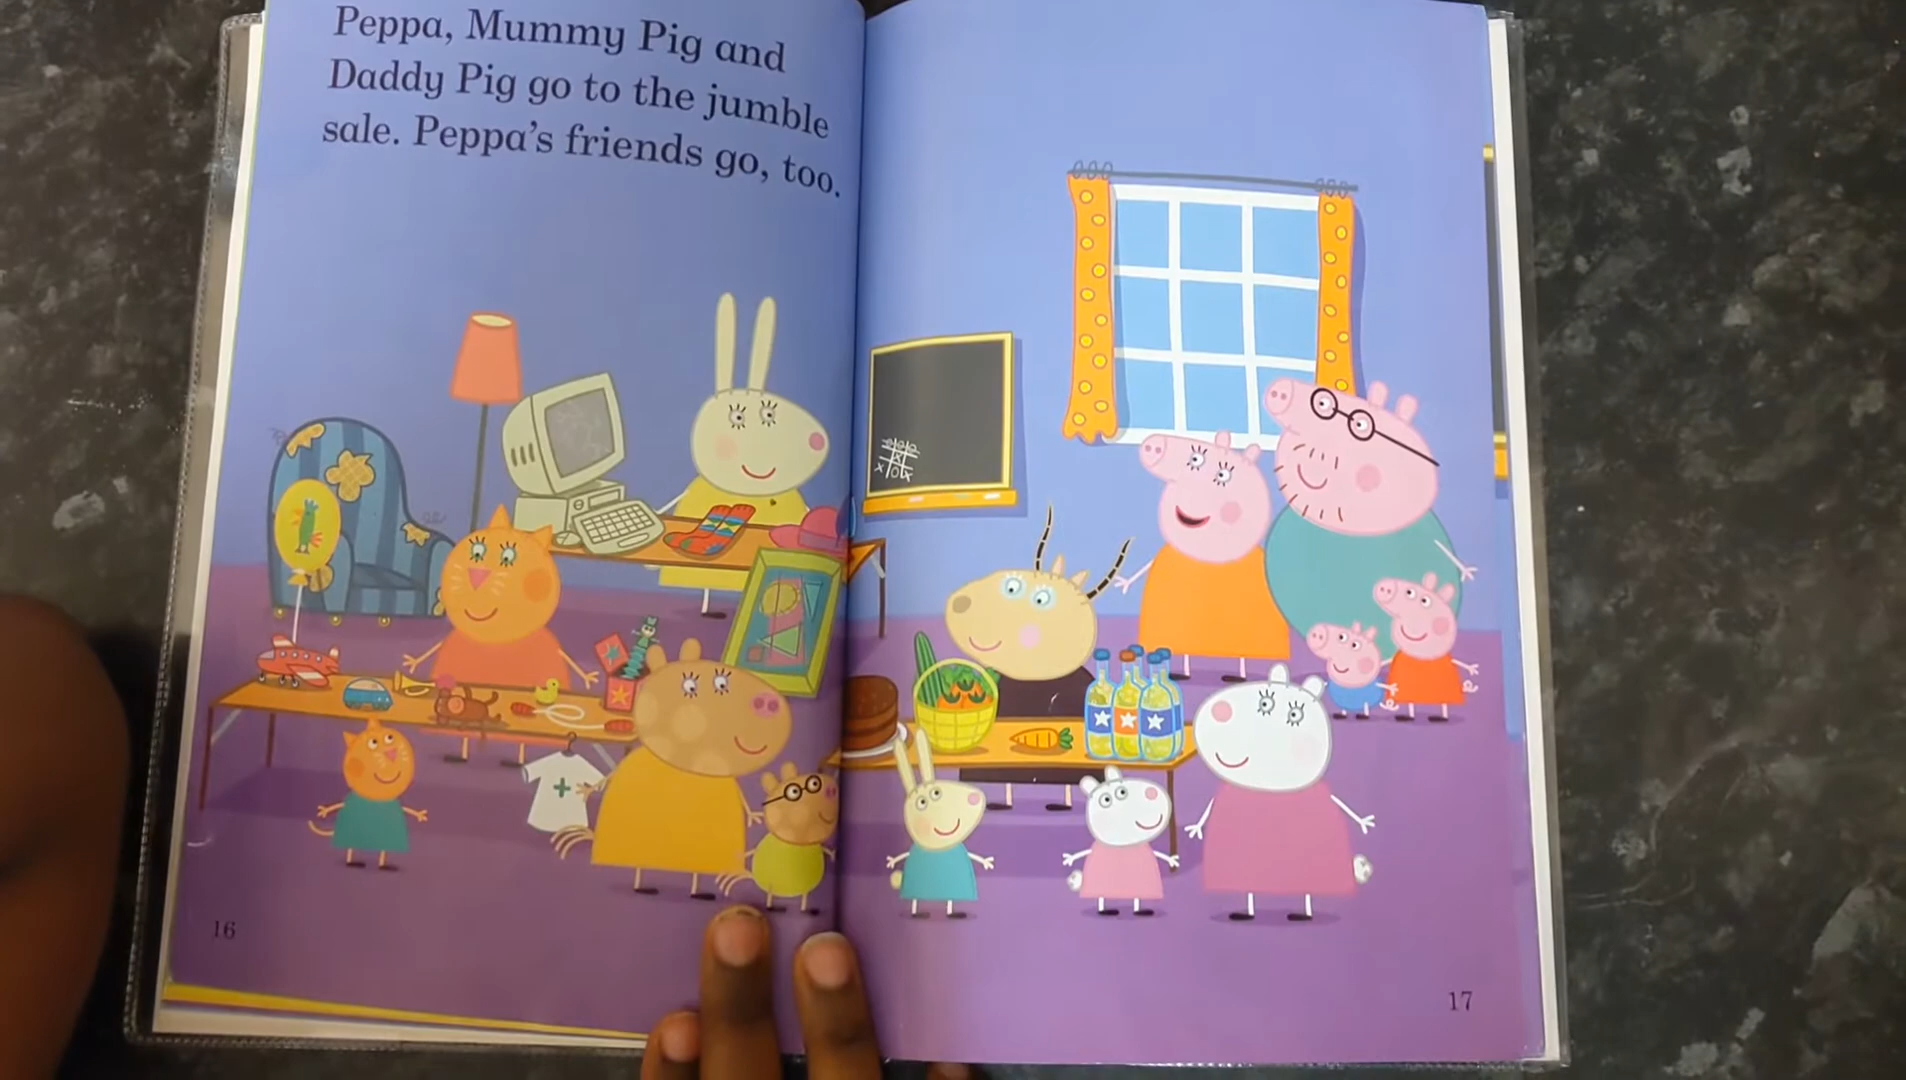 Peppa, Mummy Pig and
Daddy Pig go to the jumble
sale. Peppa's friends go, too.
16
17